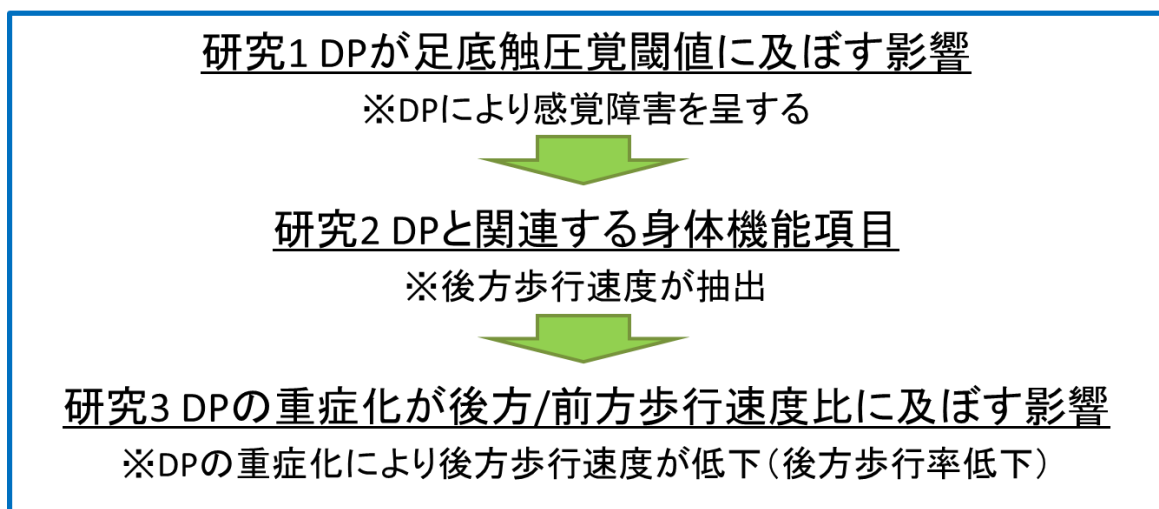 研究1 DPが足底触圧覚閾値に及ぼす影響
※DPにより感覚障害を呈する
研究2 DPと関連する身体機能項目
※後方歩行速度が抽出
研究3 DPの重症化が後方/前方歩行速度比に及ぼす影響
※DPの重症化により後方歩行速度が低下（後方歩行率低下）